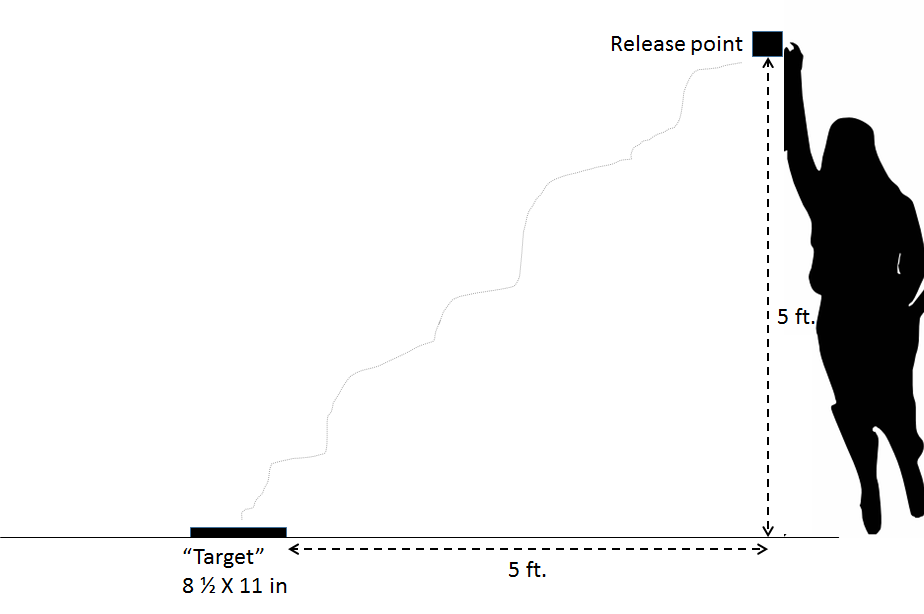 Release point
5 ft.
“Target”
8 ½ X 11 in
5 ft.